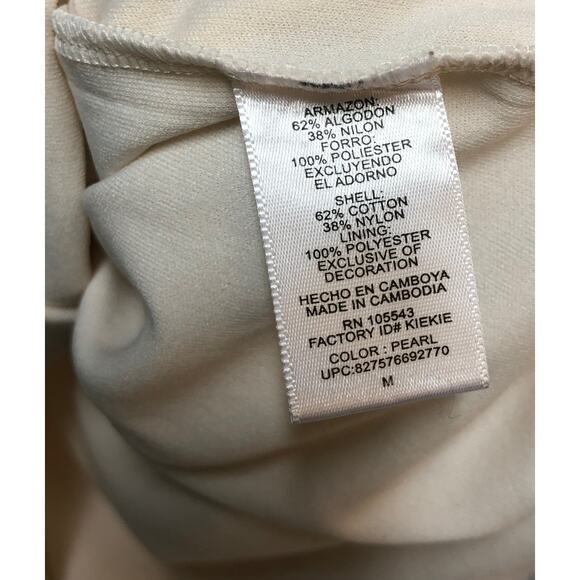 ARMAZON:
62% ALGODON
38% NILON
FORRO:
100% POLIESTER
EXCLUYENDO
EL ADORNO
SHELL:
62% COTTON
38% NYLON
LINING:
100% POLYESTER
EXCLUSIVE OF
DECORATION
HECHO EN CAMBOYA
MADE IN CAMBODIA
RN 105543
FACTORY ID# KIEKIE
COLOR : PEARL
UPC:827576692770
M